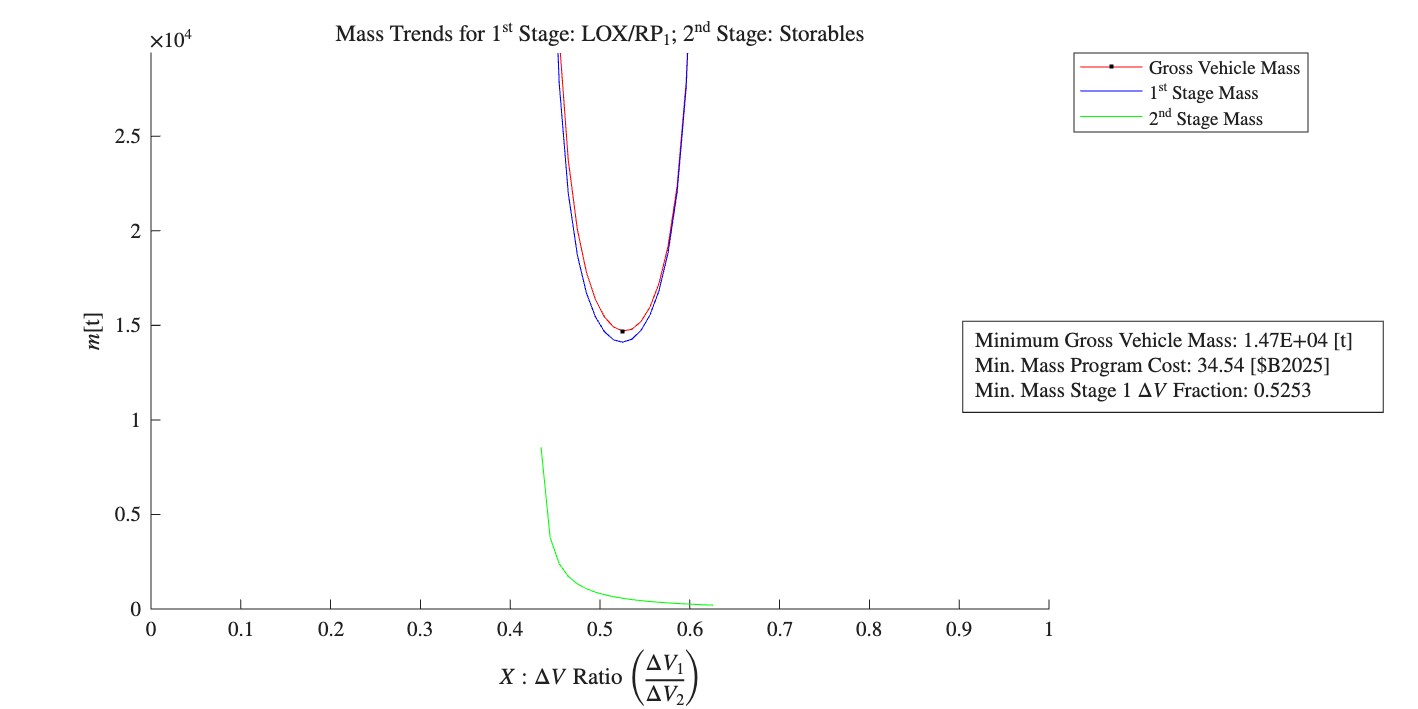 Mass Trends for 1st Stage: LOX/RP1; 2nd Stage: Storables
×10⁴
Gross Vehicle Mass
1st Stage Mass
2nd Stage Mass
2.5
2
1.5
1
0.5
0
m[t]
Minimum Gross Vehicle Mass: 1.47E+04 [t]
Min. Mass Program Cost: 34.54 [$B2025]
Min. Mass Stage 1 ΔV Fraction: 0.5253
0 0.1 0.2 0.3 0.4 0.5 0.6 0.7 0.8 0.9 1
X : ΔV Ratio (ΔV₁/ΔV₂)